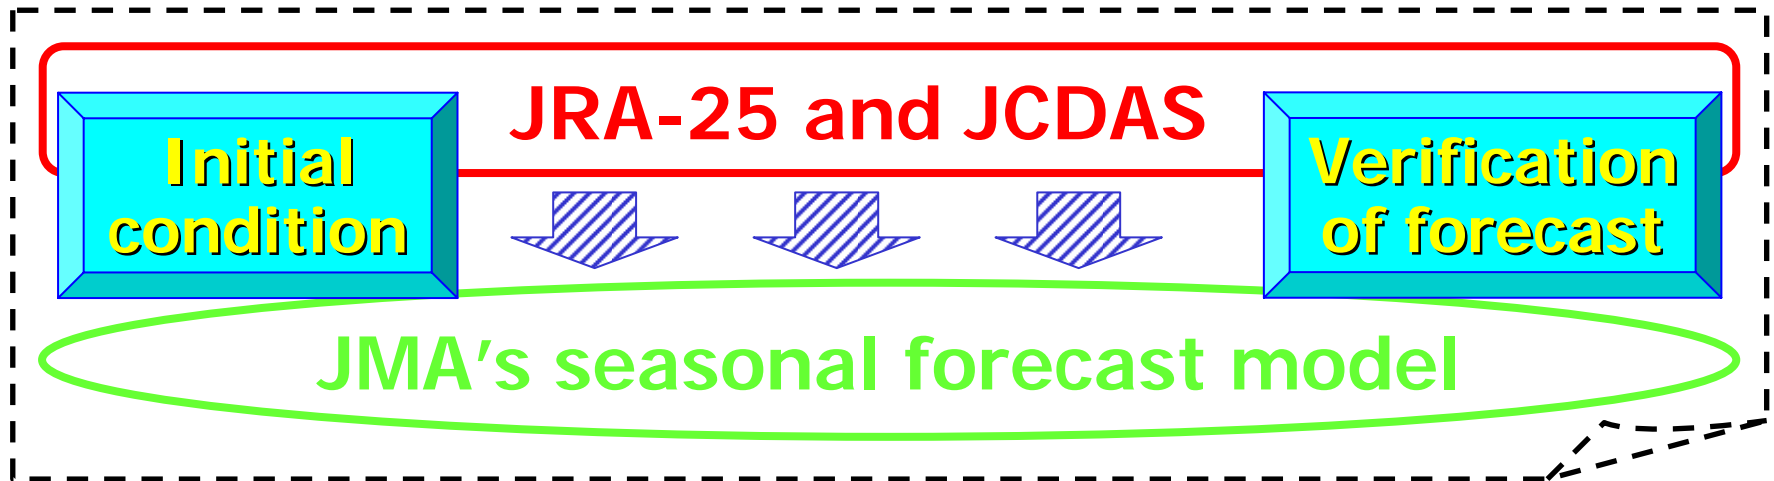 JRA-25 and JCDAS
Initial
condition
Verification
of forecast
JMA's seasonal forecast model